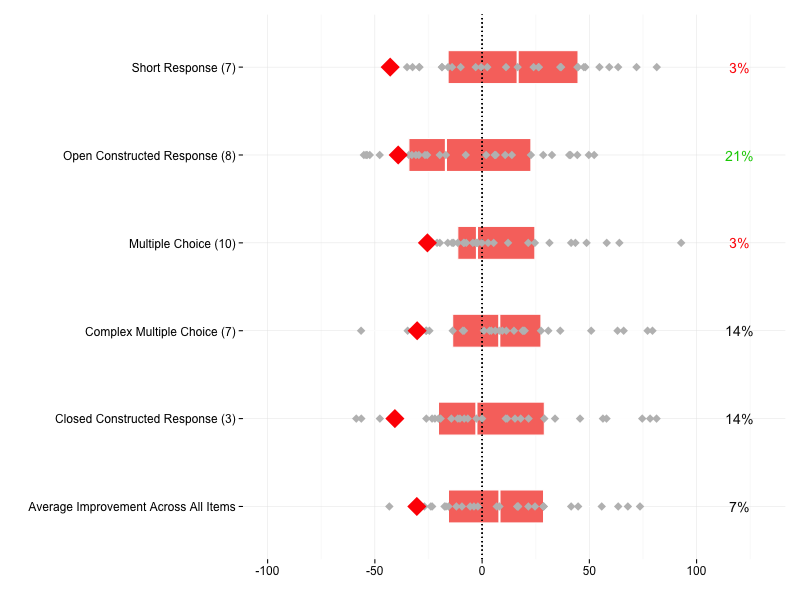 Short Response (7)
3%
Open Constructed Response (8)
21%
Multiple Choice (10)
3%
Complex Multiple Choice (7)
14%
Closed Constructed Response (3)
14%
Average Improvement Across All Items
7%
-100 -50 0 50 100